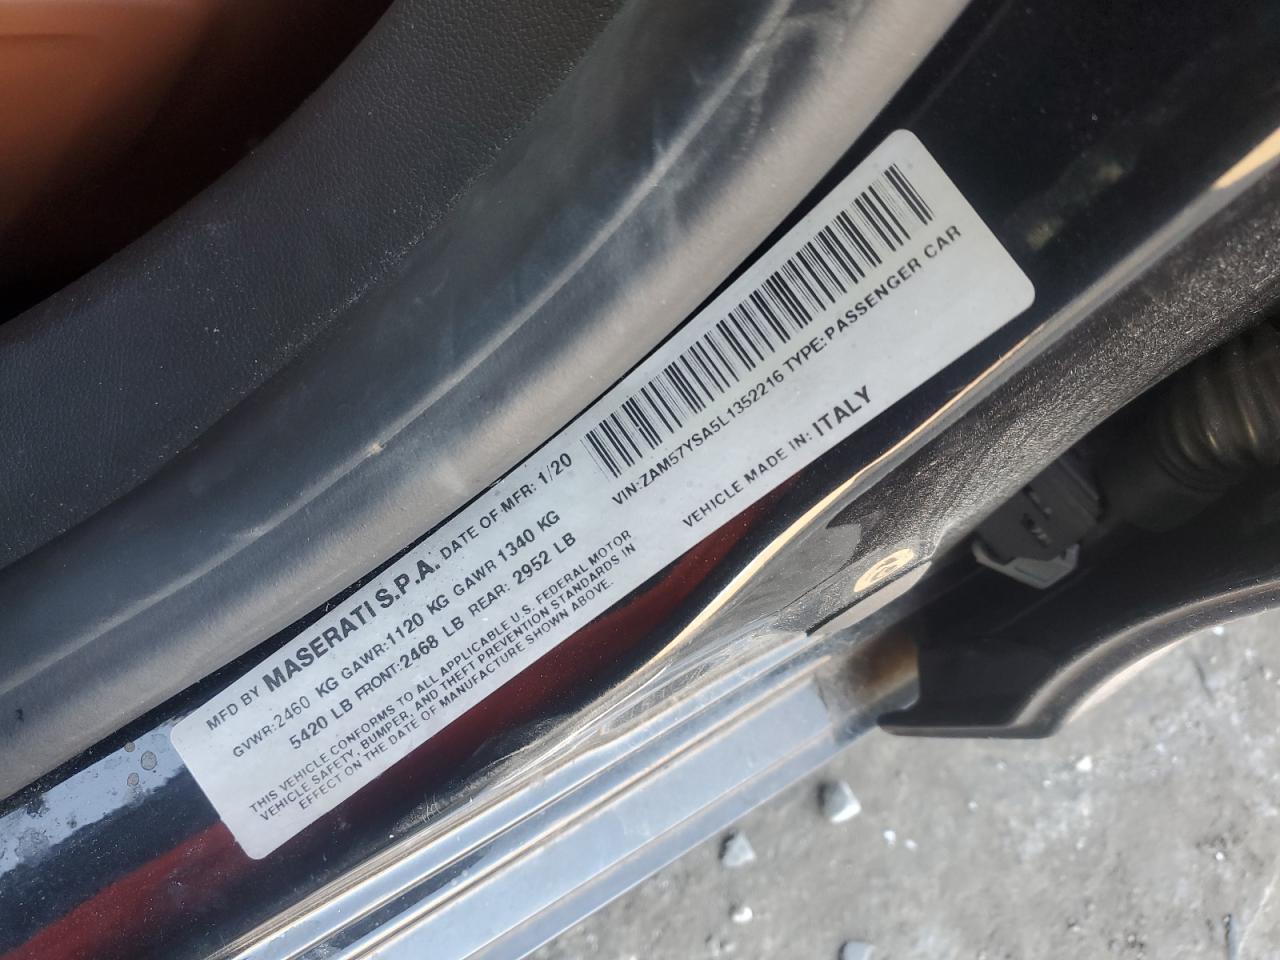 MFD BY MASERATI S.P.A. DATE OF MFR: 1/20
GVWR:2460 KG GAWR:1120 KG GAWR 1340 KG
5420 LB FRONT:2468 LB REAR: 2952 LB
THIS VEHICLE CONFORMS TO ALL APPLICABLE U.S. FEDERAL MOTOR
VEHICLE SAFETY, BUMPER, AND THEFT PREVENTION STANDARDS IN
EFFECT ON THE DATE OF MANUFACTURE SHOWN ABOVE.
VIN:ZAM57YSA5L1352216 TYPE:PASSENGER CAR
VEHICLE MADE IN: ITALY